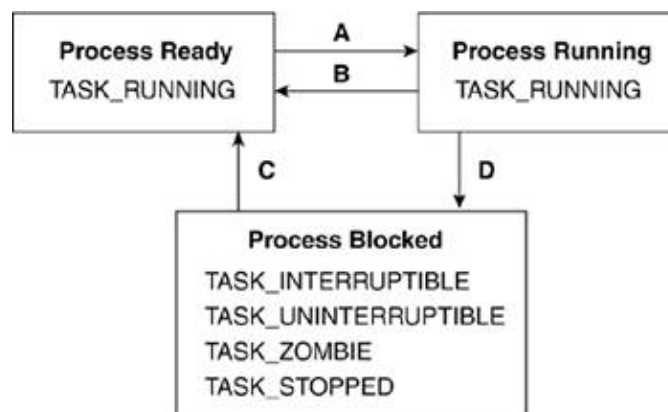 Process Ready
TASK_RUNNING
A
B
Process Running
TASK_RUNNING
C
D
Process Blocked
TASK_INTERRUPTIBLE
TASK_UNINTERRUPTIBLE
TASK_ZOMBIE
TASK_STOPPED